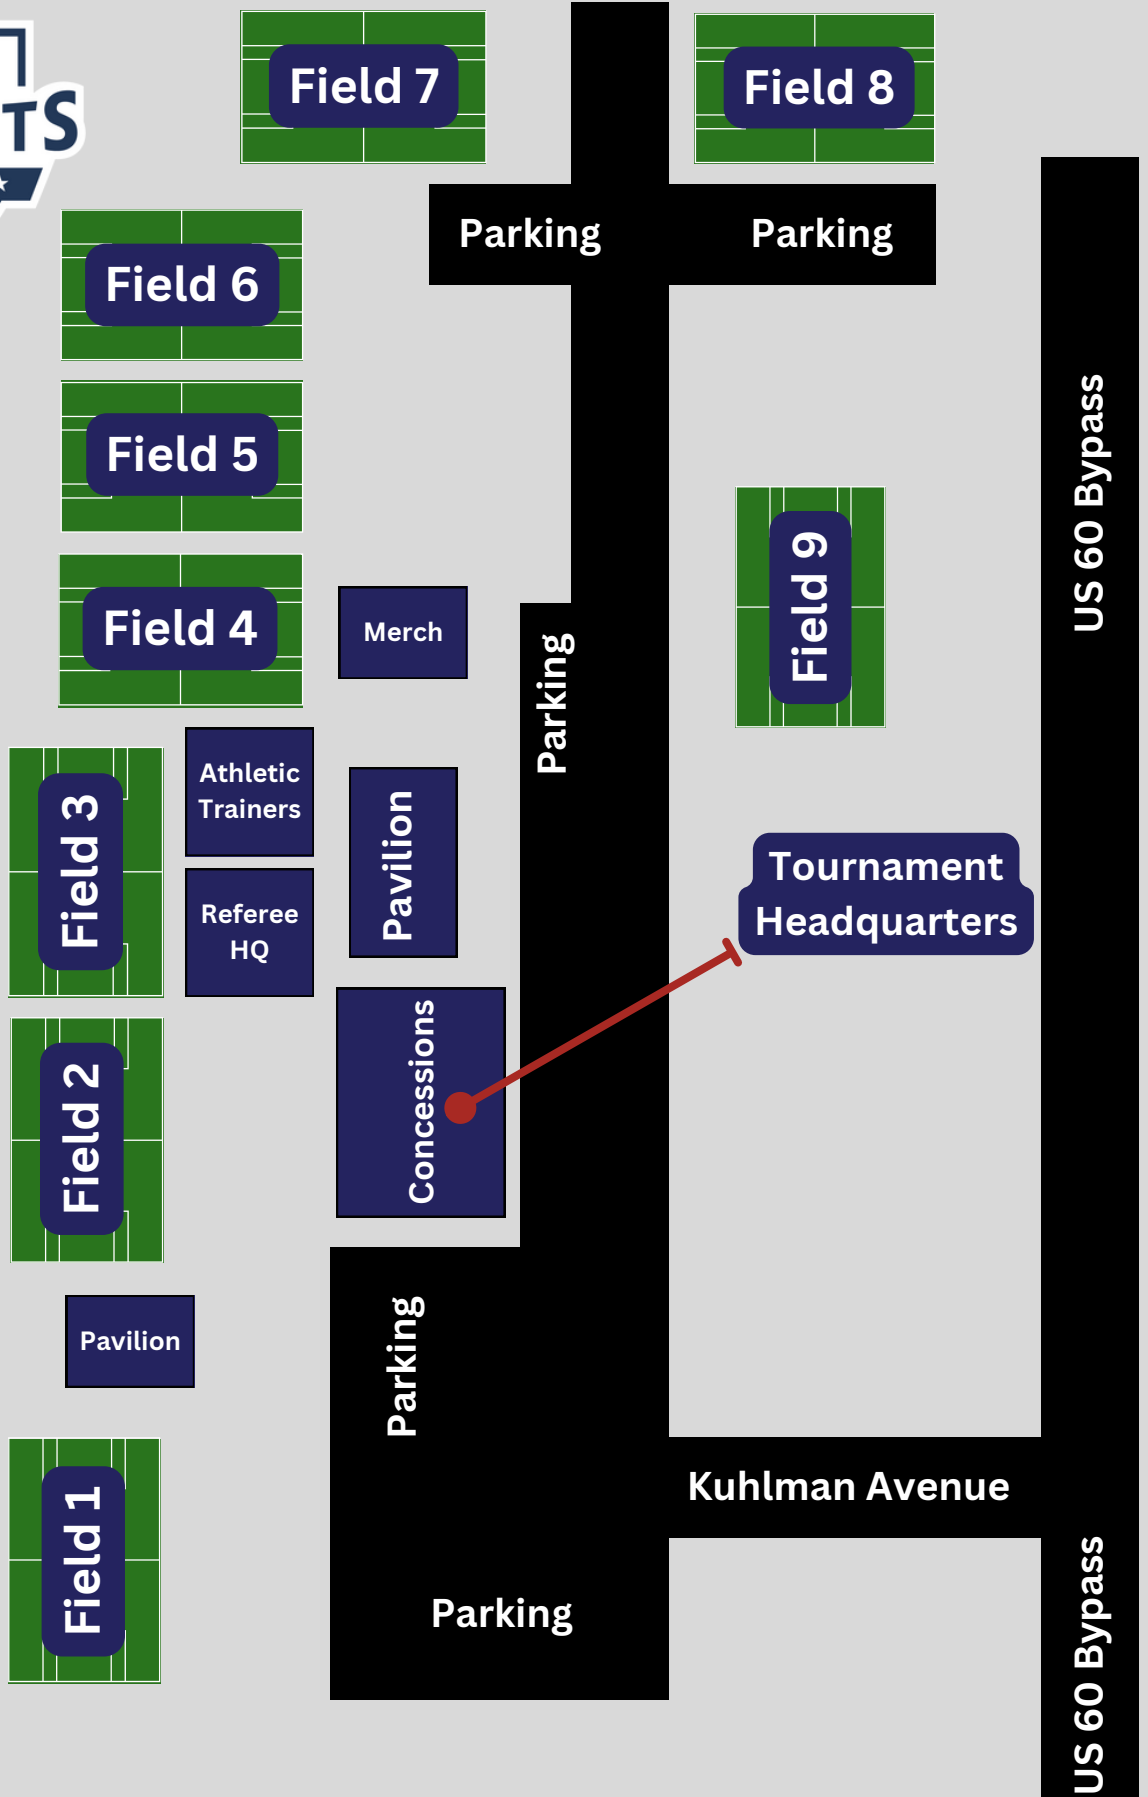 Field 7
Field 8
TS
Parking
Parking
Field 6
Field 5
US 60 Bypass
Field 9
Field 4
Merch
Parking
Athletic
Trainers
Field 3
Pavilion
Tournament
Headquarters
Referee
HQ
Concessions
Field 2
Pavilion
Parking
Kuhlman Avenue
Field 1
Parking
US 60 Bypass